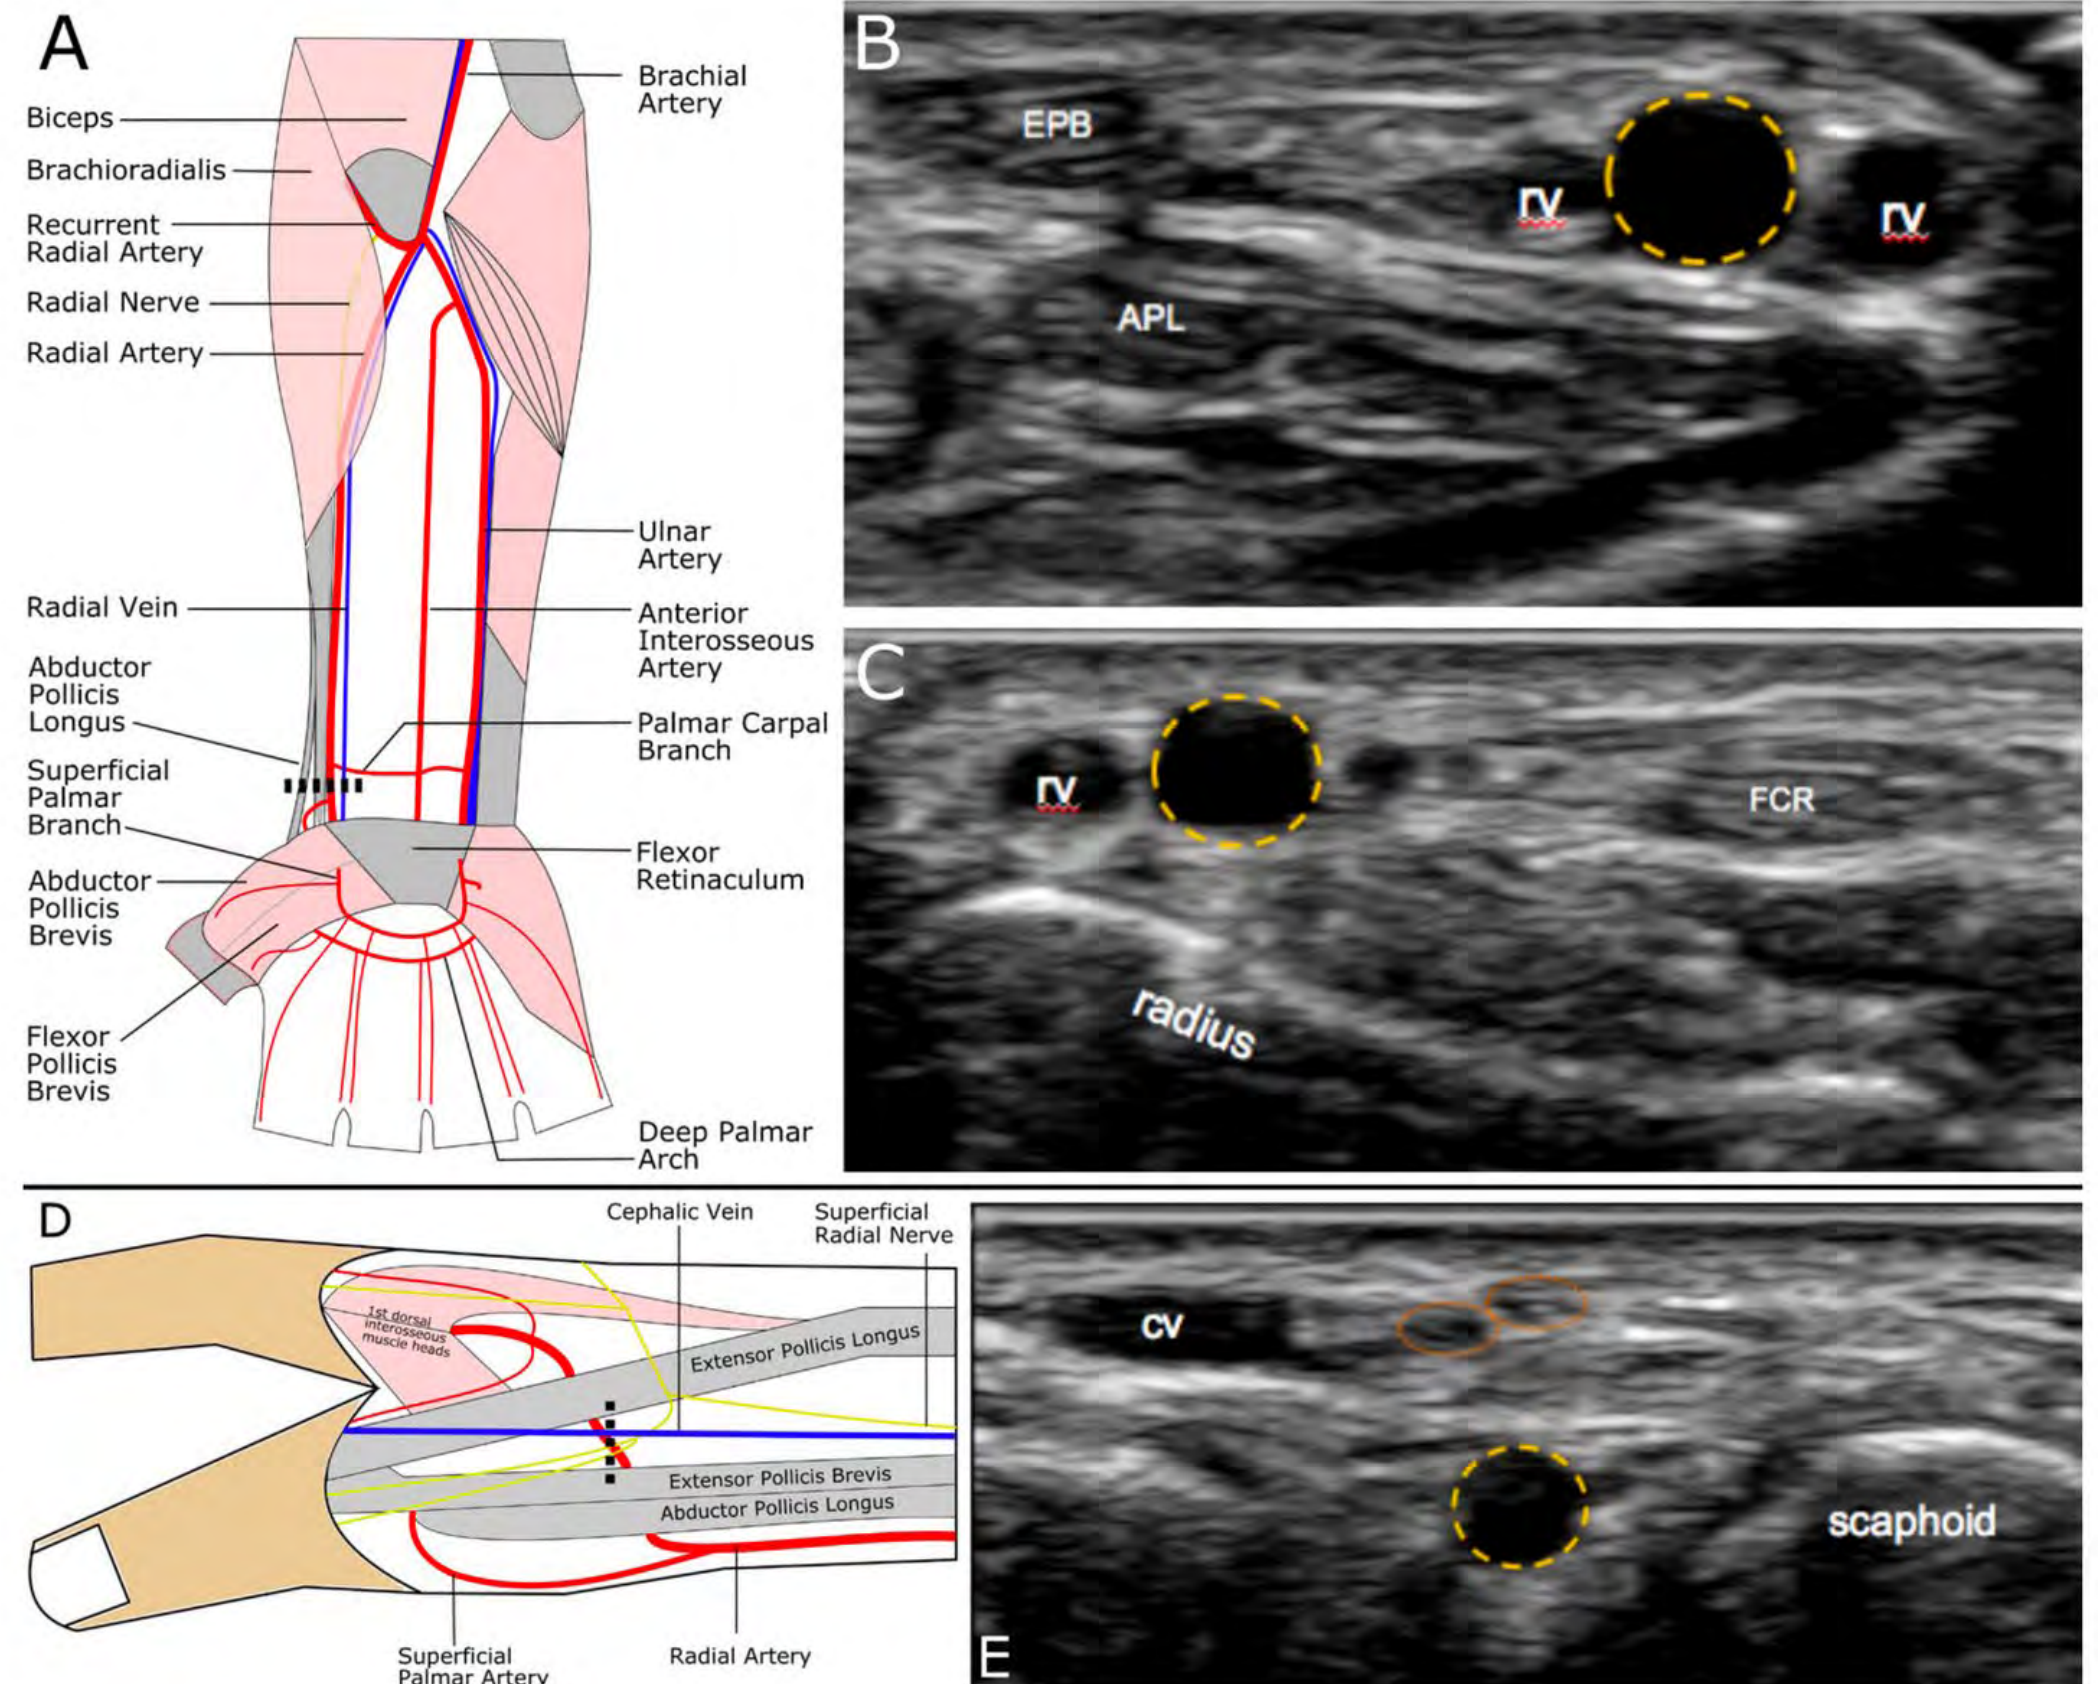 A
Biceps
Brachioradialis
Recurrent
Radial Artery
Radial Nerve
Radial Artery
Radial Vein
Abductor
Pollicis
Longus
Superficial
Palmar
Branch
Abductor
Pollicis
Brevis
Flexor
Pollicis
Brevis
Brachial
Artery
Ulnar
Artery
Anterior
Interosseous
Artery
Palmar Carpal
Branch
Flexor
Retinaculum
Deep Palmar
Arch
B
EPB
rv
rv
APL
C
rv
FCR
radius
D
Cephalic Vein
Superficial
Radial Nerve
1st dorsal
interosseous
muscle heads
Extensor Pollicis Longus
Extensor Pollicis Brevis
Abductor Pollicis Longus
Superficial
Palmar Artery
Radial Artery
cv
scaphoid
E